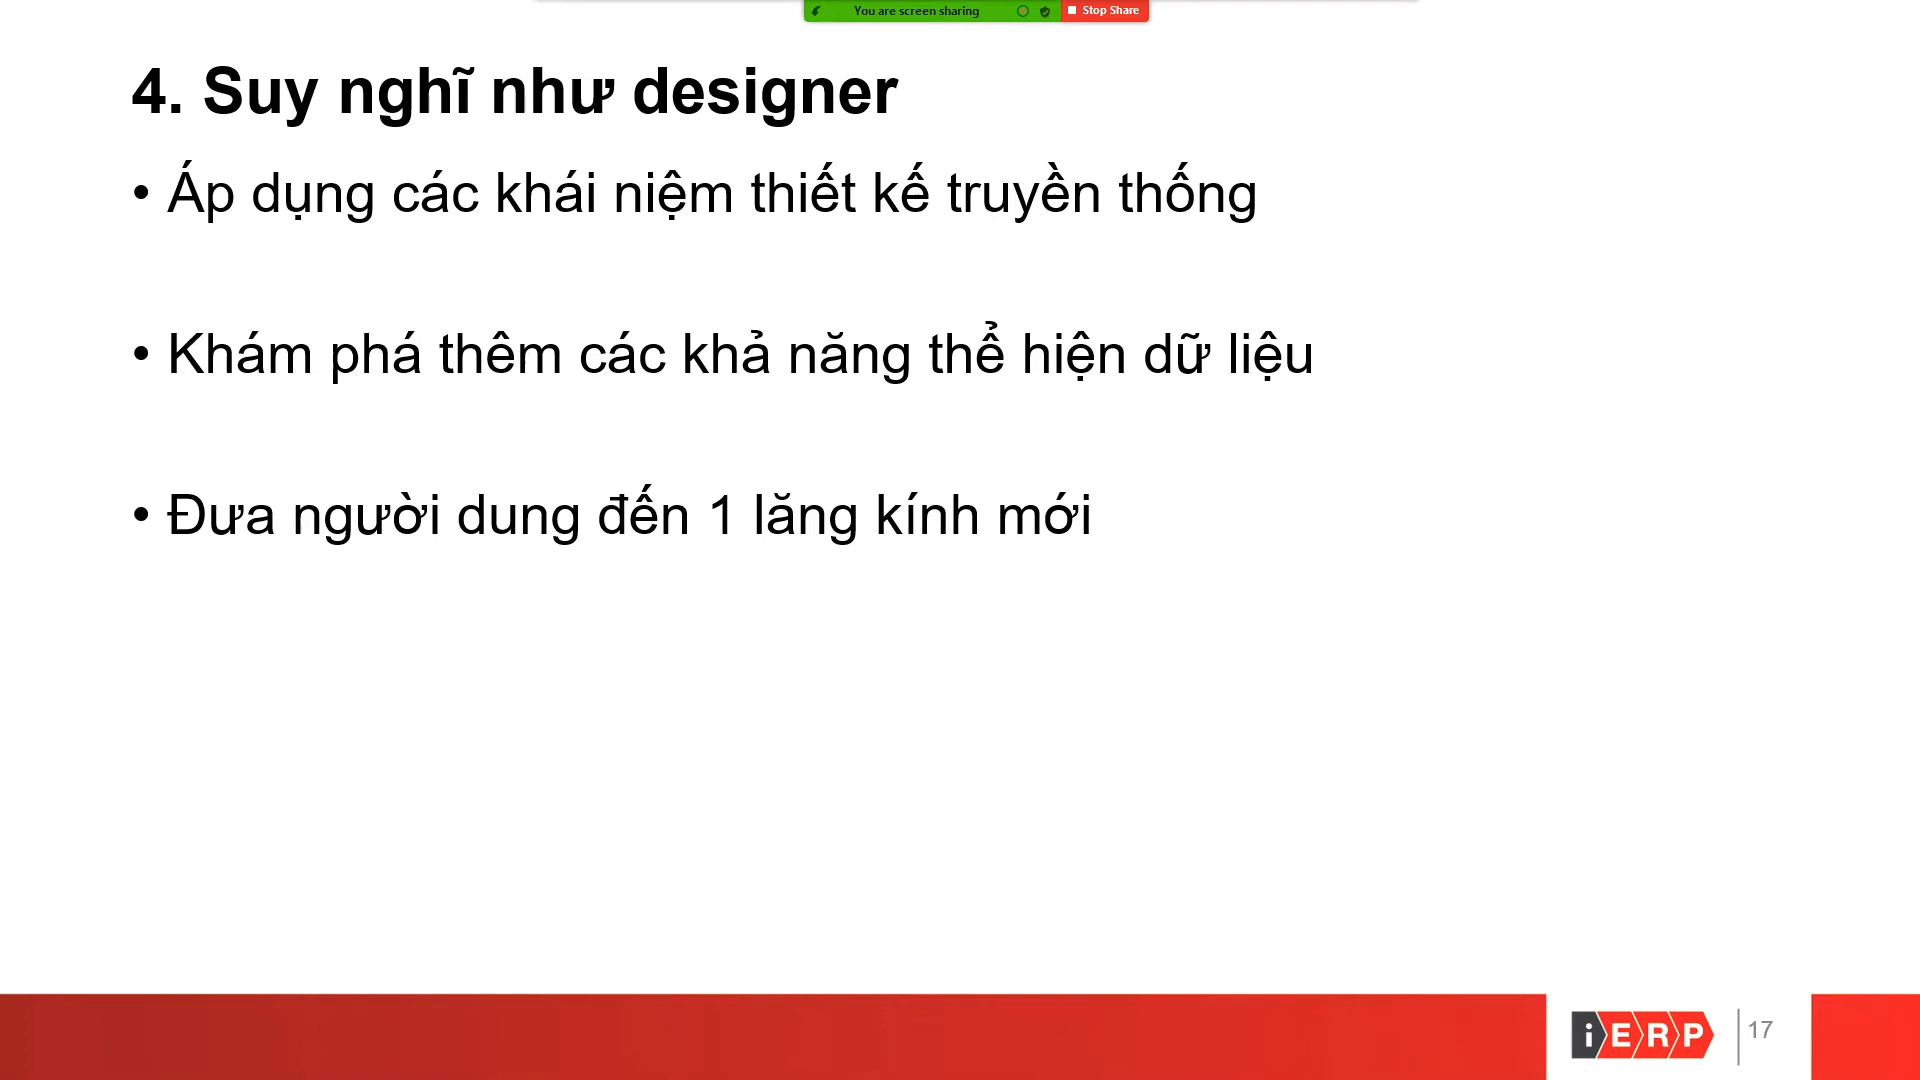 You are screen sharing
Stop Share
4. Suy nghĩ như designer
• Áp dụng các khái niệm thiết kế truyền thống
• Khám phá thêm các khả năng thể hiện dữ liệu
• Đưa người dung đến 1 lăng kính mới
iERP
17